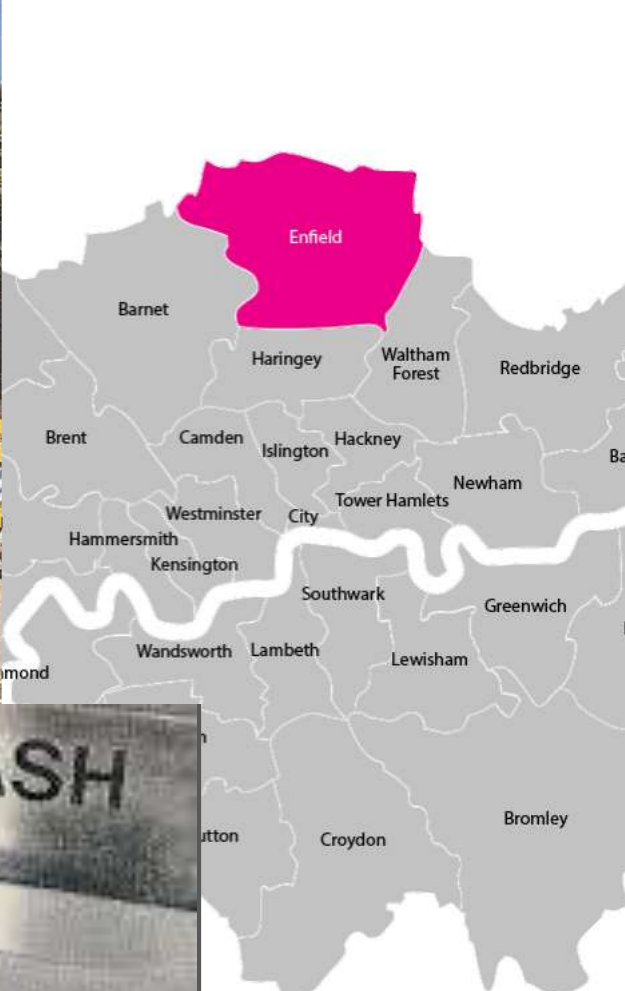 Enfield
Barnet
Haringey
Waltham
Forest
Redbridge
Brent
Camden
Islington
Hackney
Newham
Tower Hamlets
Westminster
City
Hammersmith
Kensington
Southwark
Greenwich
Wandsworth
Lambeth
Lewisham
Bromley
Croydon